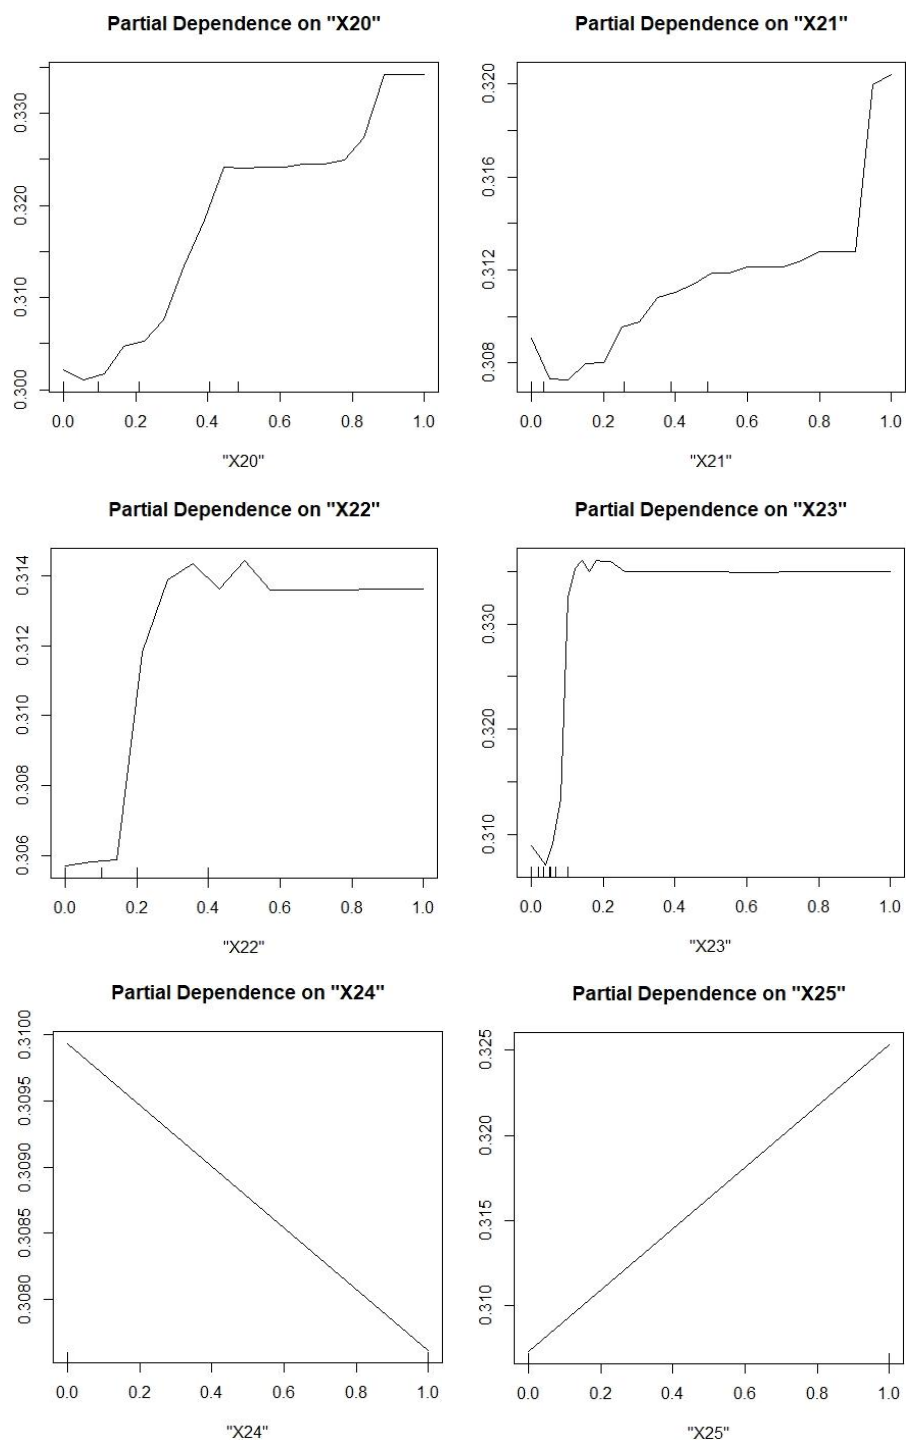 Partial Dependence on "X20"
0.330
0.320
0.310
0.300
0.0 0.2 0.4 0.6 0.8 1.0
"X20"
Partial Dependence on "X21"
0.320
0.316
0.312
0.308
0.0 0.2 0.4 0.6 0.8 1.0
"X21"
Partial Dependence on "X22"
0.314
0.312
0.310
0.308
0.306
0.0 0.2 0.4 0.6 0.8 1.0
"X22"
Partial Dependence on "X23"
0.330
0.320
0.310
0.0 0.2 0.4 0.6 0.8 1.0
"X23"
Partial Dependence on "X24"
0.3100
0.3095
0.3090
0.3085
0.3080
0.0 0.2 0.4 0.6 0.8 1.0
"X24"
Partial Dependence on "X25"
0.325
0.320
0.315
0.310
0.0 0.2 0.4 0.6 0.8 1.0
"X25"